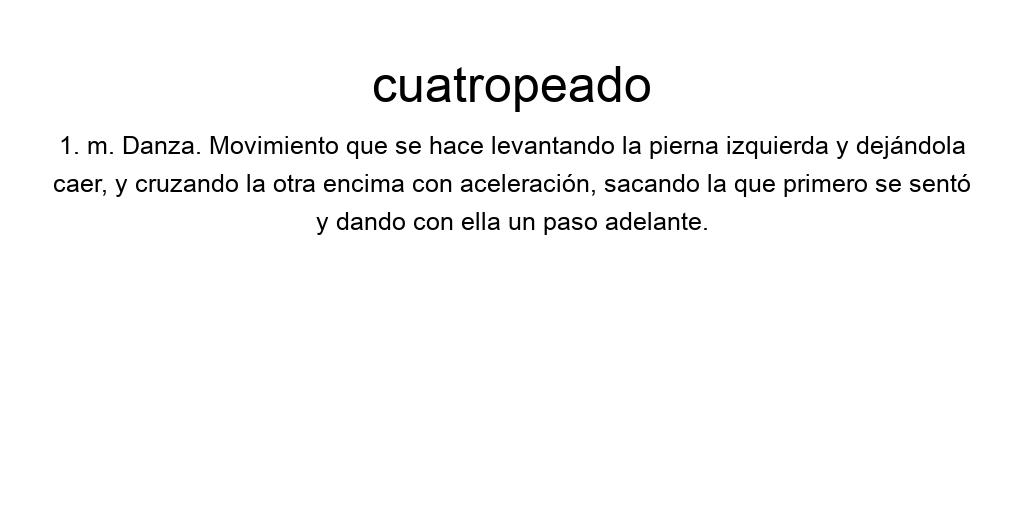 cuatropeado
1. m. Danza. Movimiento que se hace levantando la pierna izquierda y dejándola
caer, y cruzando la otra encima con aceleración, sacando la que primero se sentó
y dando con ella un paso adelante.